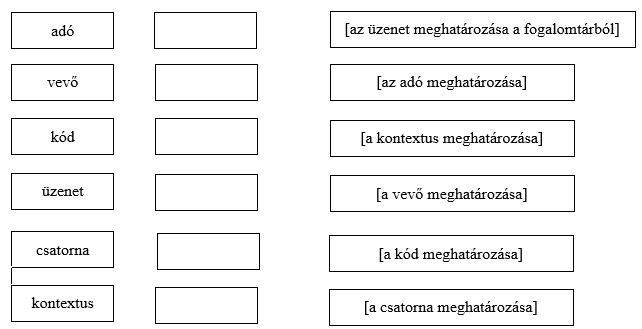 adó
[az üzenet meghatározása a fogalomtárból]
vevő
[az adó meghatározása]
kód
[a kontextus meghatározása]
üzenet
[a vevő meghatározása]
csatorna
[a kód meghatározása]
kontextus
[a csatorna meghatározása]